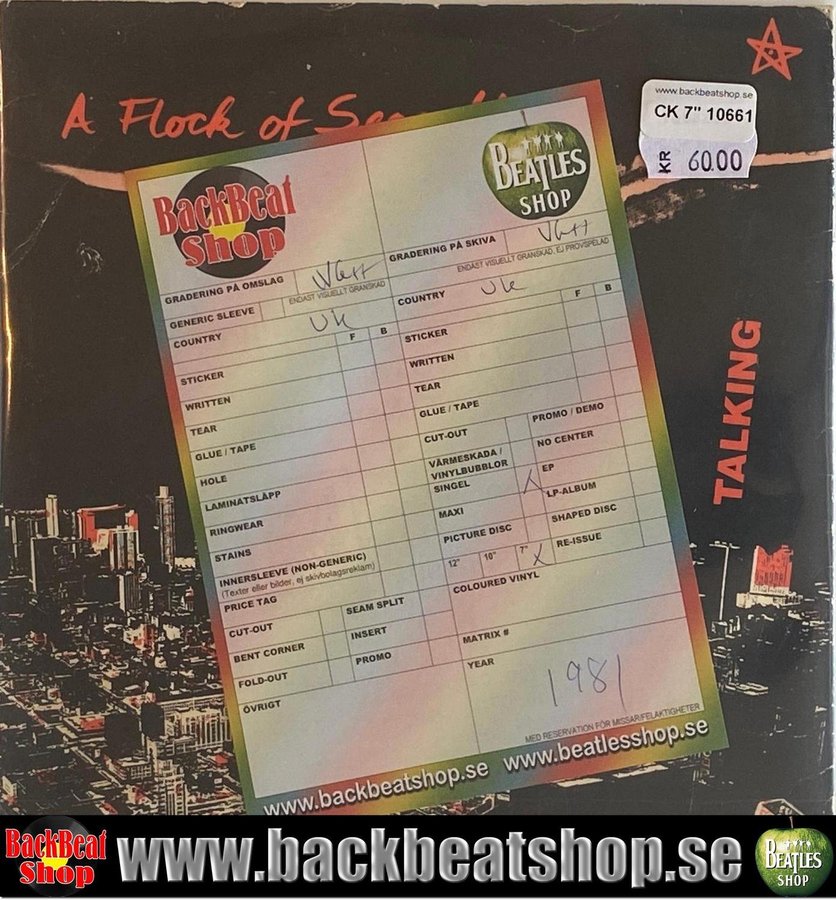 A Flock of Sea
www.backbeatshop.se
CK 7" 10661
KR 60.00
TALKING
BackBeat
Shop
BEATLES
SHOP
GRADERING PÅ OMSLAG VG++
ENDAST VISUELLT GRANSKAD
GENERIC SLEEVE
COUNTRY UK
F B
STICKER
WRITTEN
TEAR
GLUE / TAPE
HOLE
LAMINATSLÄPP
RINGWEAR
STAINS
INNERSLEEVE (NON-GENERIC)
(Texter eller bilder, ej skivbolagsreklam)
PRICE TAG
CUT-OUT SEAM SPLIT
BENT CORNER INSERT
FOLD-OUT PROMO
ÖVRIGT
GRADERING PÅ SKIVA VG++
ENDAST VISUELLT GRANSKAD, EJ PROVSPELAD
COUNTRY UK
F B
STICKER
WRITTEN
TEAR
GLUE / TAPE
CUT-OUT PROMO / DEMO
VÄRMESKADA /
VINYLBUBBLOR NO CENTER
SINGEL X EP
MAXI LP-ALBUM
PICTURE DISC SHAPED DISC
12" 10" 7" X RE-ISSUE
COLOURED VINYL
MATRIX #
YEAR
1981
MED RESERVATION FÖR MISSAR/FELAKTIGHETER
www.backbeatshop.se www.beatlesshop.se
BackBeat
Shop
www.backbeatshop.se
BEATLES
SHOP